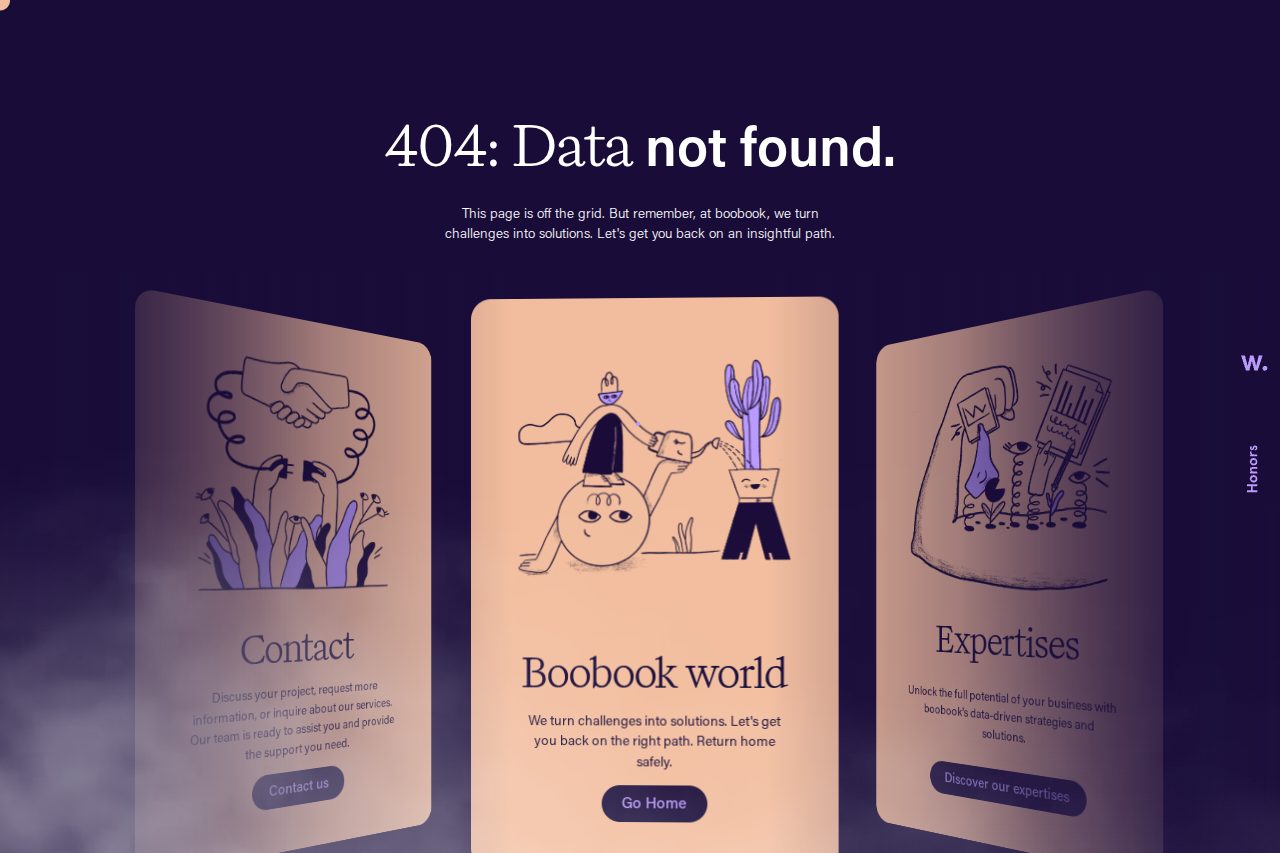 404: Data not found.
This page is off the grid. But remember, at boobook, we turn
challenges into solutions. Let's get you back on an insightful path.
Contact
Discuss your project, request more
information, or inquire about our services.
Our team is ready to assist you and provide
the support you need.
Contact us
Boobook world
We turn challenges into solutions. Let's get
you back on the right path. Return home
safely.
Go Home
Expertises
Unlock the full potential of your business with
boobook's data-driven strategies and
solutions.
Discover our expertises
W.
Honors